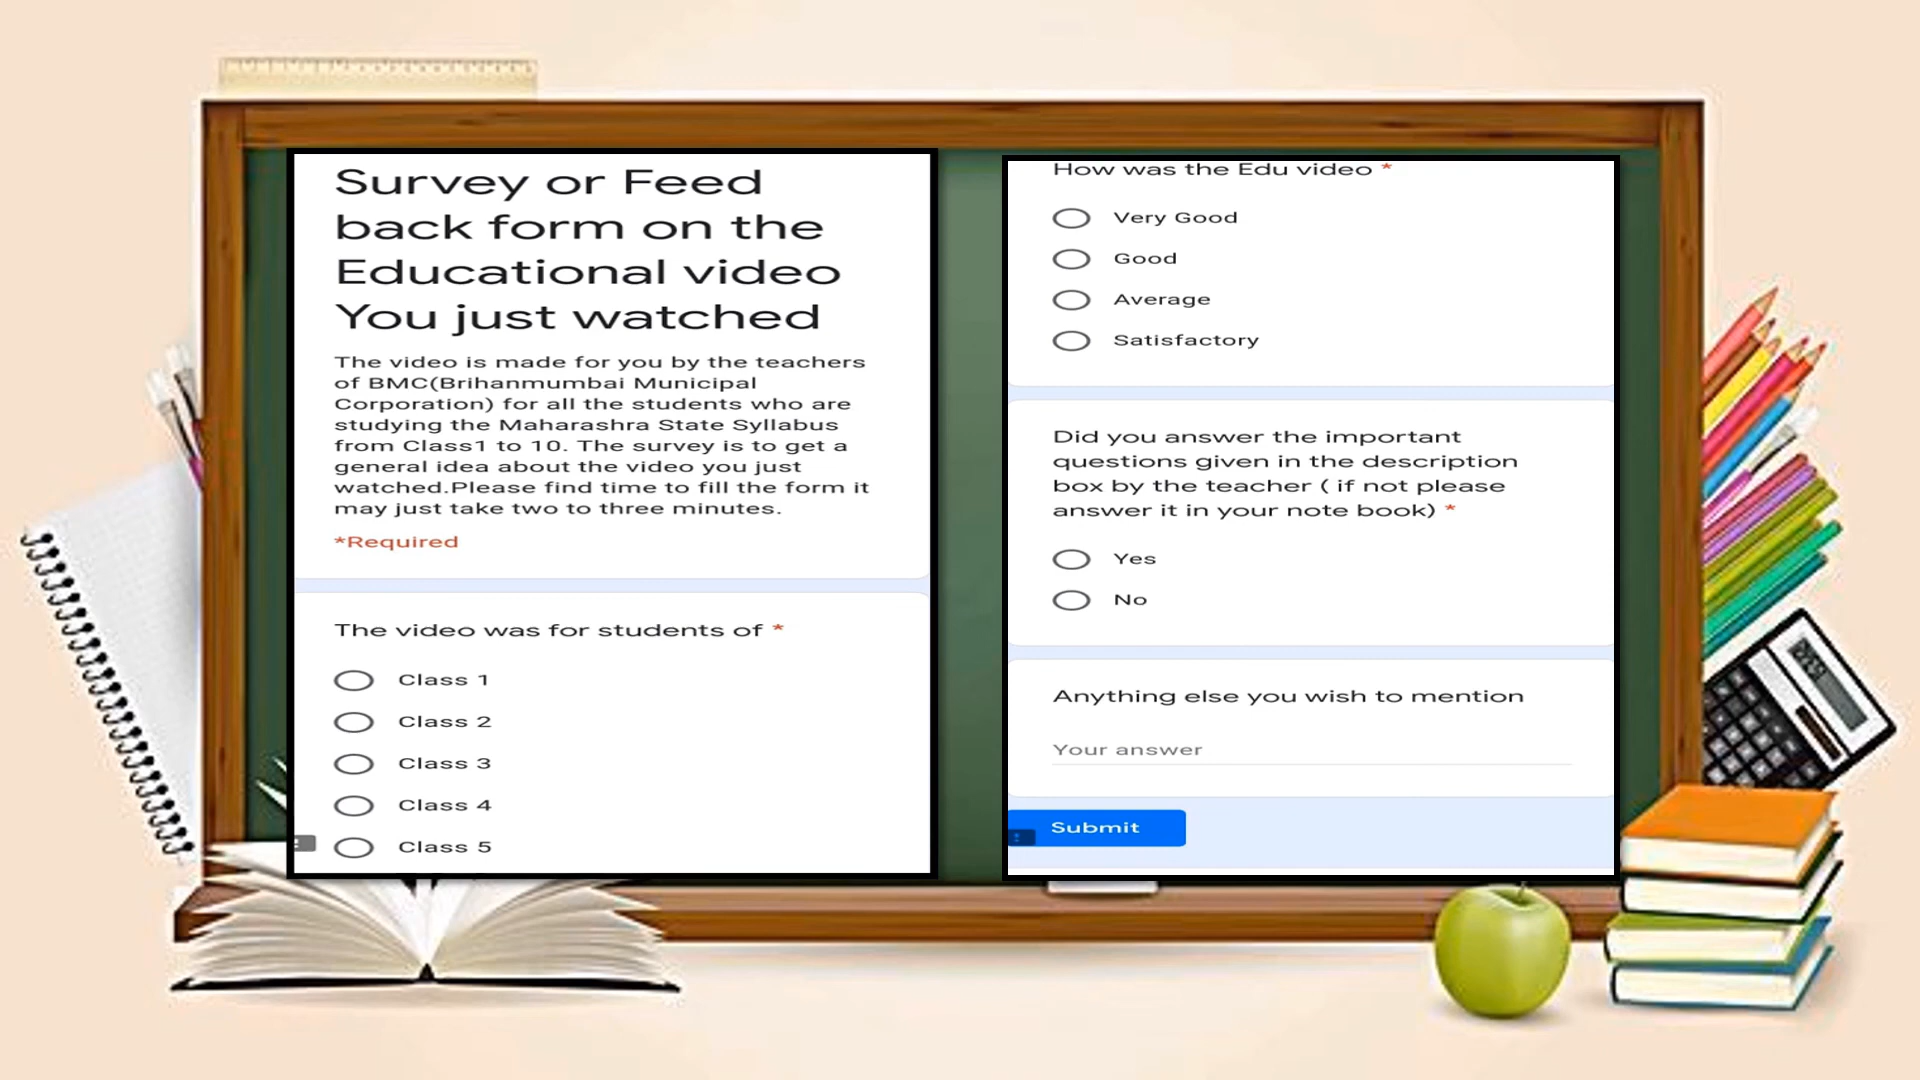 Survey or Feed
back form on the
Educational video
You just watched
The video is made for you by the teachers
of BMC(Brihanmumbai Municipal
Corporation) for all the students who are
studying the Maharashra State Syllabus
from Class1 to 10. The survey is to get a
general idea about the video you just
watched.Please find time to fill the form it
may just take two to three minutes.
*Required
The video was for students of *
Class 1
Class 2
Class 3
Class 4
Class 5
How was the Edu video *
Very Good
Good
Average
Satisfactory
Did you answer the important
questions given in the description
box by the teacher ( if not please
answer it in your note book) *
Yes
No
Anything else you wish to mention
Your answer
Submit